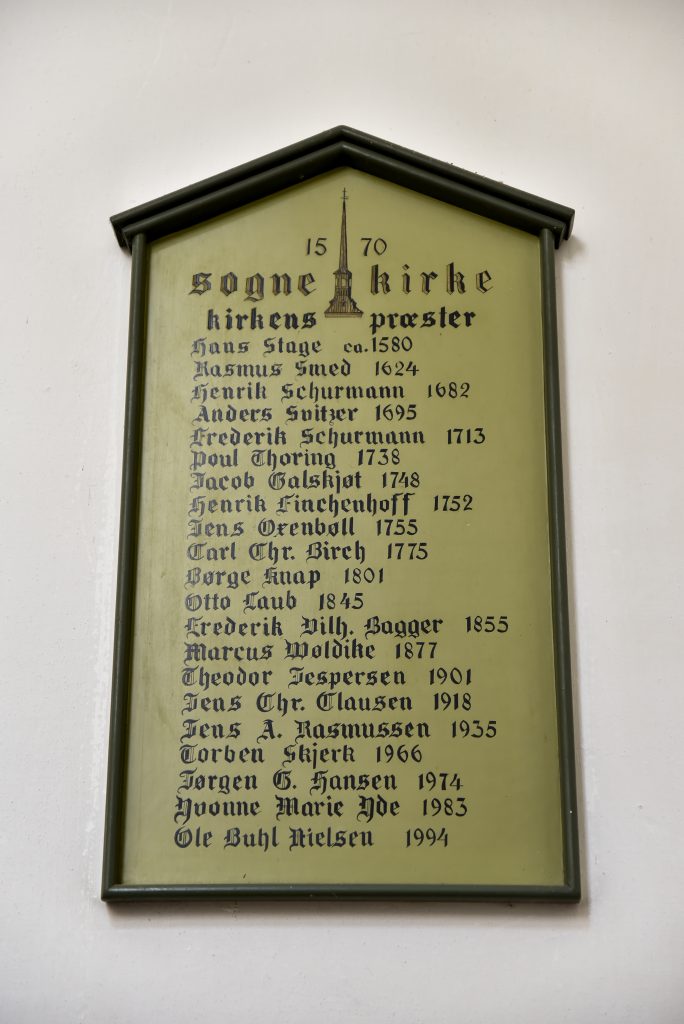 15 70
sogne kirke
kirkens præster
Hans Stage ca. 1580
Rasmus Smed 1624
Henrik Schurmann 1682
Anders Svitzer 1695
Frederik Schurmann 1713
Poul Thoring 1738
Jacob Galskjøt 1748
Henrik Finchenhoff 1752
Jens Oxenbøll 1755
Carl Chr. Birch 1775
Børge Knap 1801
Otto Laub 1845
Frederik Vilh. Bagger 1855
Marcus Wøldike 1877
Theodor Jespersen 1901
Jens Chr. Clausen 1918
Jens A. Rasmussen 1935
Torben Skjerk 1966
Jørgen G. Hansen 1974
Yvonne Marie Yde 1983
Ole Buhl Nielsen 1994